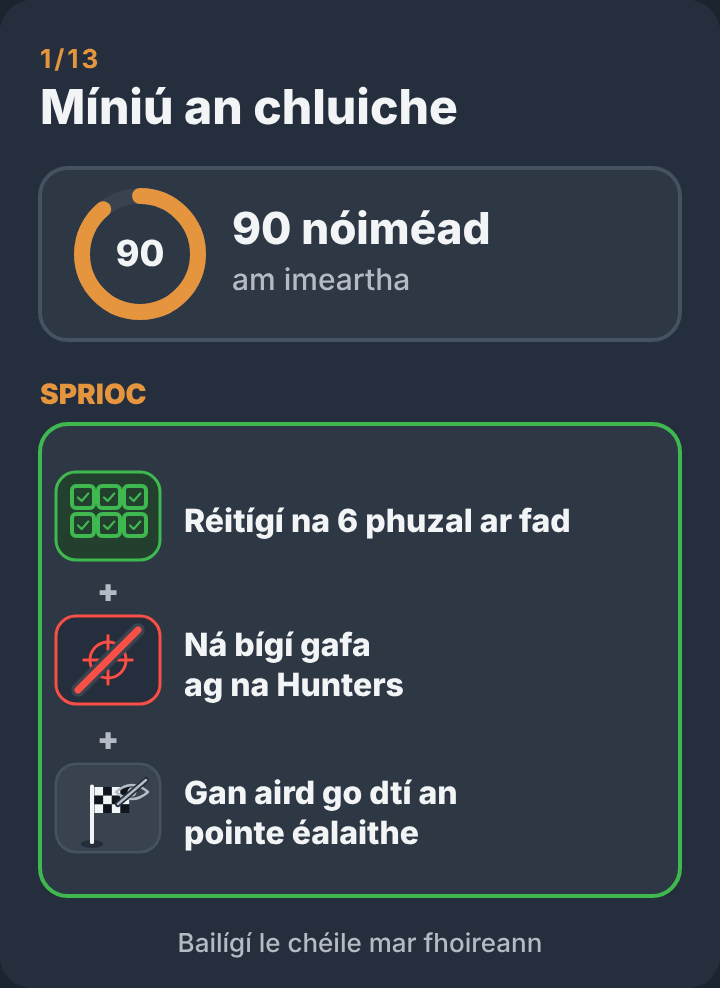 1/13
Míniú an chluiche
90
90 nóiméad
am imeartha
SPRIOC
Réitígí na 6 phuzal ar fad
+
Ná bígí gafa
ag na Hunters
+
Gan aird go dtí an
pointe éalaithe
Bailígí le chéile mar fhoireann